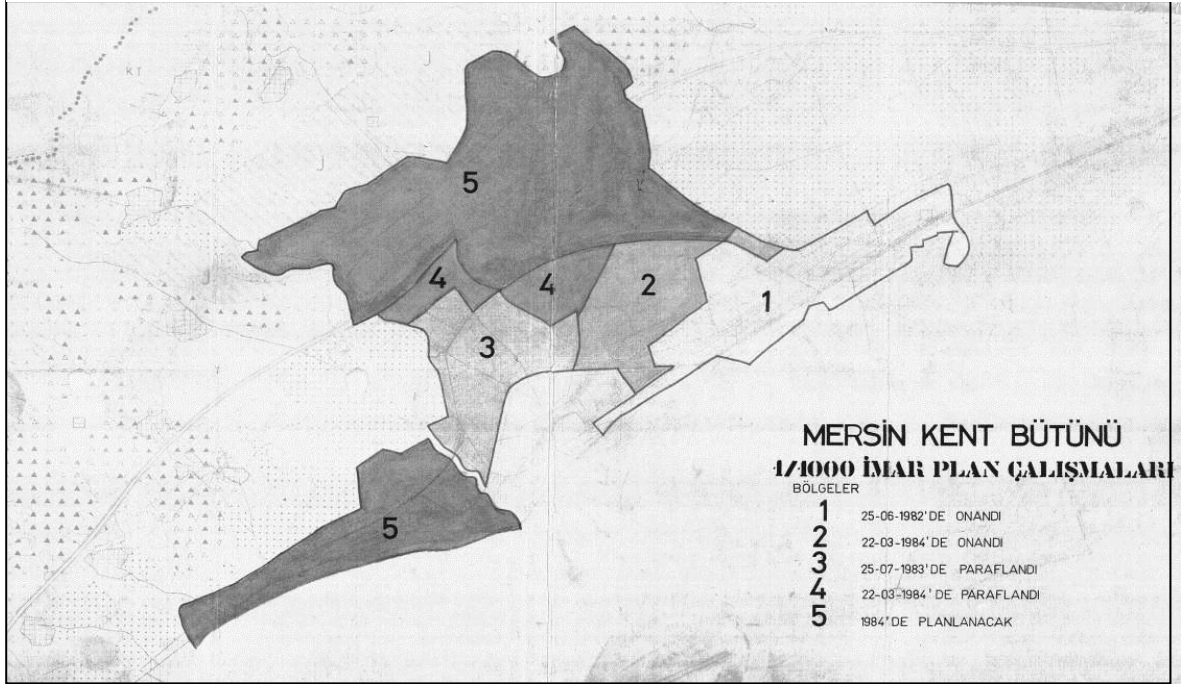 KT
J
J
J
5
4
4
2
1
3
5
MERSİN KENT BÜTÜNÜ
1/1000 İMAR PLAN ÇALIŞMALARI
BÖLGELER
1 25-06-1982'DE ONANDI
2 22-03-1984'DE ONANDI
3 25-07-1983'DE PARAFLANDI
4 22-03-1984'DE PARAFLANDI
5 1984'DE PLANLANACAK